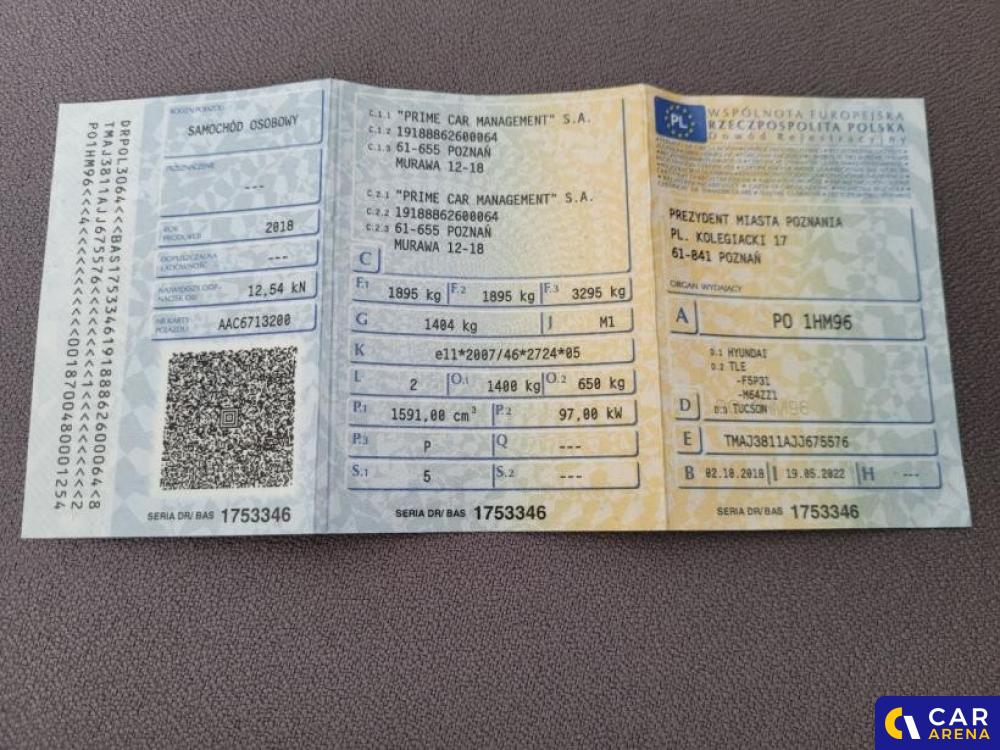 DRPOL3064<<<BAS1753346191888626000​64<8
TMAJ3811AJJ675576<<<<<<<<1<<<<<<<<2
PO1HM96<<<4<<<<<<<<<0018700480001254
RODZAJ POJAZDU
SAMOCHÓD OSOBOWY
PRZEZNACZENIE
---
ROK PRODUKCJI
2018
DOPUSZCZALNA ŁADOWNOŚĆ
---
NAJWIĘKSZY DOP. NACISK OSI
12,54 kN
NR KARTY POJAZDU
AAC6713200
SERIA DR/ BAS 1753346
C.1.1 "PRIME CAR MANAGEMENT" S.A.
C.1.2 19188862600064
C.1.3 61-655 POZNAŃ
MURAWA 12-18
C.2.1 "PRIME CAR MANAGEMENT" S.A.
C.2.2 19188862600064
C.2.3 61-655 POZNAŃ
MURAWA 12-18
C
F.1 1895 kg F.2 1895 kg F.3 3295 kg
G 1404 kg J M1
K e11*2007/46*2724*05
L 2 O.1 1400 kg O.2 650 kg
P.1 1591,00 cm³ P.2 97,00 kW
P.3 P Q ---
S.1 5 S.2 ---
SERIA DR/ BAS 1753346
PL
WSPÓLNOTA EUROPEJSKA
RZECZPOSPOLITA POLSKA
Dowód Rejestracyjny
PREZYDENT MIASTA POZNANIA
PL. KOLEGIACKI 17
61-841 POZNAŃ
ORGAN WYDAJĄCY
A PO 1HM96
D.1 HYUNDAI
D.2 TLE
-F5P31
-M64ZZ1
D D.3 TUCSON
E TMAJ3811AJJ675576
B 02.10.2018 I 19.05.2022 H ---
SERIA DR/ BAS 1753346
CAR
ARENA